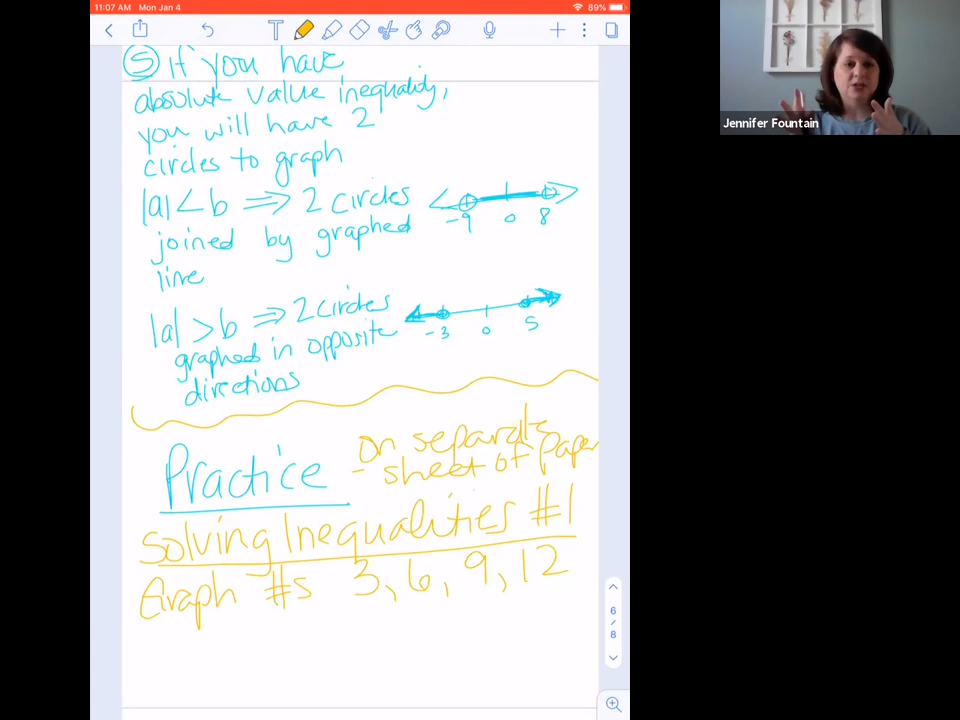 11:07 AM Mon Jan 4
89%
⑤ If you have
absolute value inequality,
you will have 2
circles to graph
|a| < b ⇒ 2 circles
joined by graphed
line
-9 0 8
|a| > b ⇒ 2 circles
graphed in opposite
directions
-3 0 5
Practice - on separate
sheet of paper
Solving Inequalities #1
Graph #s 3, 6, 9, 12
6
/
8
Jennifer Fountain